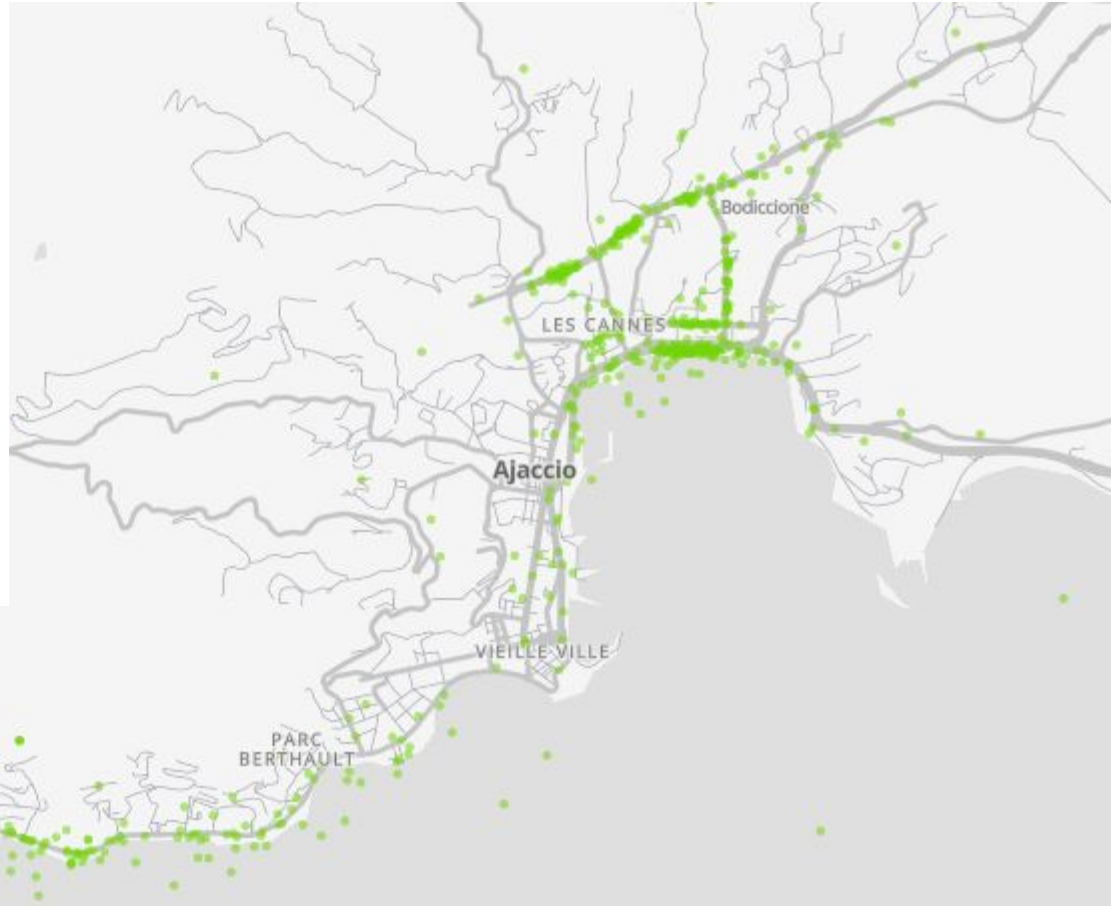 Bodiccione
LES CANNES
Ajaccio
VIEILLE VILLE
PARC
BERTHAULT